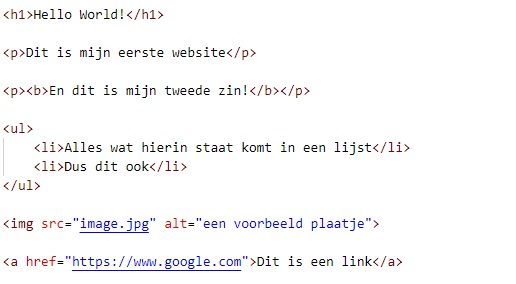 <h1>Hello World!</h1>
<p>Dit is mijn eerste website</p>
<p><b>En dit is mijn tweede zin!</b></p>
<ul>
    <li>Alles wat hierin staat komt in een lijst</li>
    <li>Dus dit ook</li>
</ul>
<img src="image.jpg" alt="een voorbeeld plaatje">
<a href="https://www.google.com">Dit is een link</a>